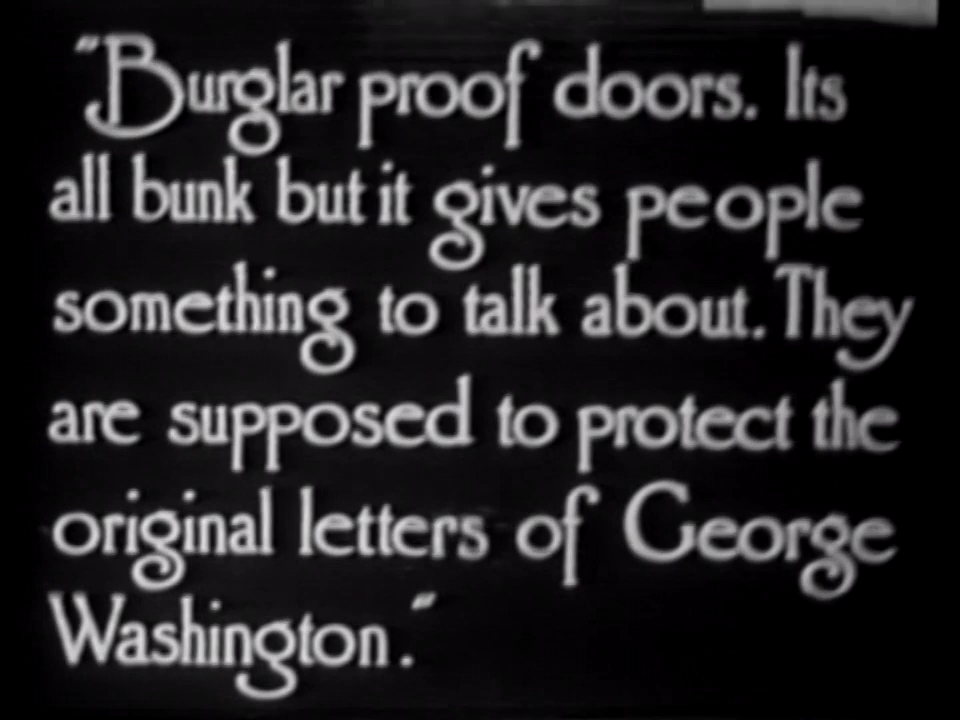 "Burglar proof doors. Its
all bunk but it gives people
something to talk about. They
are supposed to protect the
original letters of George
Washington."